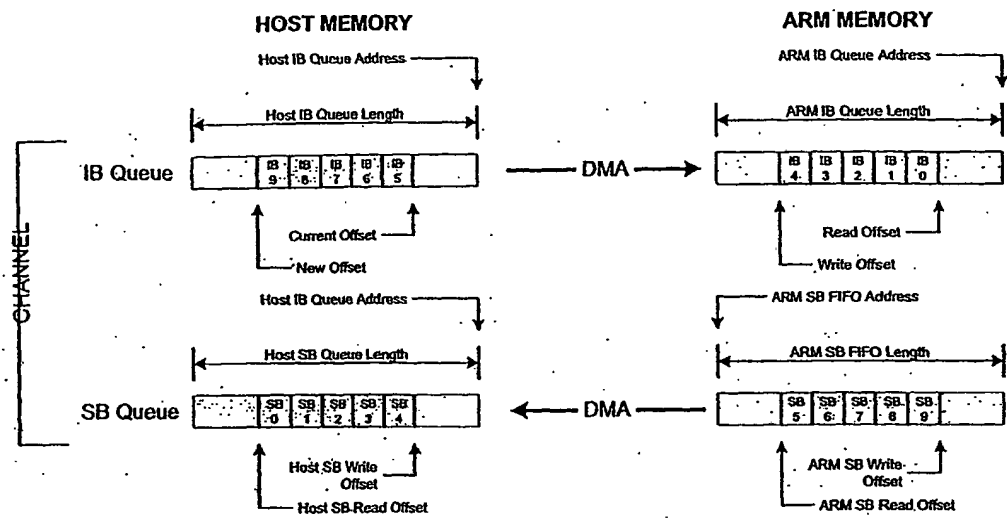 HOST MEMORY
ARM MEMORY
Host IB Queue Address
ARM IB Queue Address
Host IB Queue Length
ARM IB Queue Length
IB Queue
IB 9 IB 8 IB 7 IB 6 IB 5
DMA
IB 4 IB 3 IB 2 IB 1 IB 0
Current Offset
Read Offset
New Offset
Write Offset
CHANNEL
Host IB Queue Address
ARM SB FIFO Address
Host SB Queue Length
ARM SB FIFO Length
SB Queue
SB 0 SB 1 SB 2 SB 3 SB 4
DMA
SB 5 SB 6 SB 7 SB 8 SB 9
Host SB Write Offset
ARM SB Write Offset
Host SB Read Offset
ARM SB Read Offset